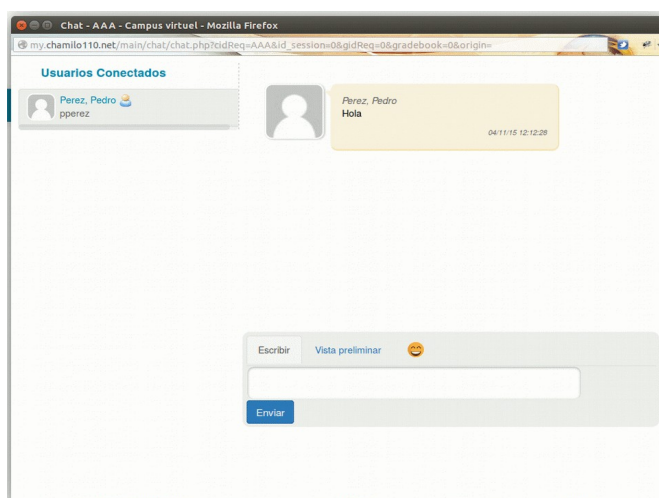 Chat - AAA - Campus virtuel - Mozilla Firefox
my.chamilo110.net/main/chat/chat.php?cidReq=AAA&id_session=0&gidReq=0&gradebook=0&origin=
Usuarios Conectados
Perez, Pedro
pperez
Perez, Pedro
Hola
04/11/15 12:12:28
Escribir
Vista preliminar
Enviar